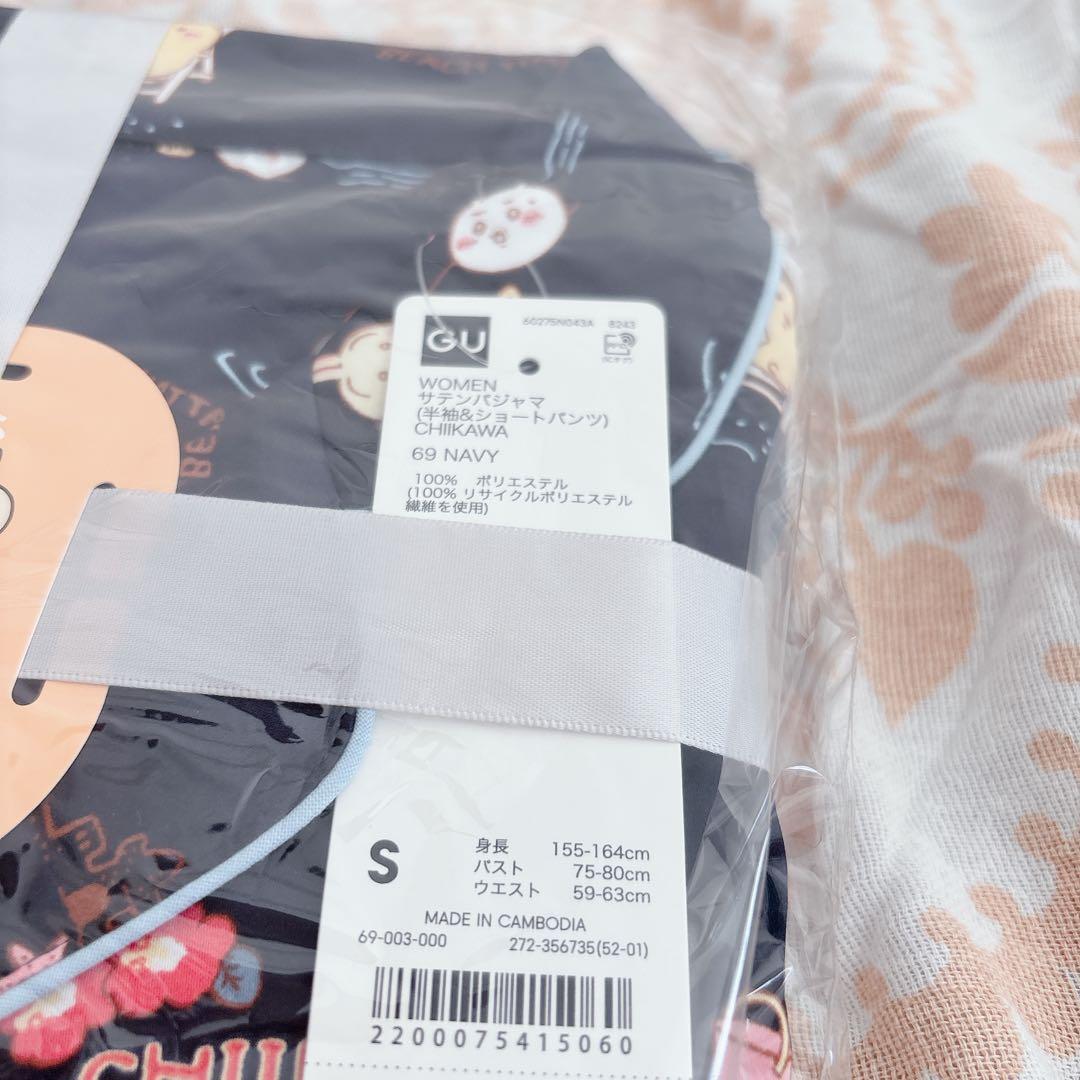 GU
60275N043A 8243
WOMEN
サテンパジャマ
(半袖&ショートパンツ)
CHIIKAWA
69 NAVY
100% ポリエステル
(100% リサイクルポリエステル
繊維を使用)
S
身長 155-164cm
バスト 75-80cm
ウエスト 59-63cm
MADE IN CAMBODIA
69-003-000 272-356735(52-01)
2200075415060
CHII